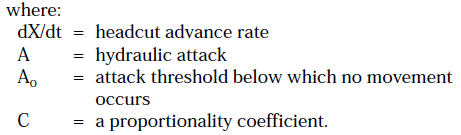 where:
dX/dt = headcut advance rate
A = hydraulic attack
Aₒ = attack threshold below which no movement
occurs
C = a proportionality coefficient.